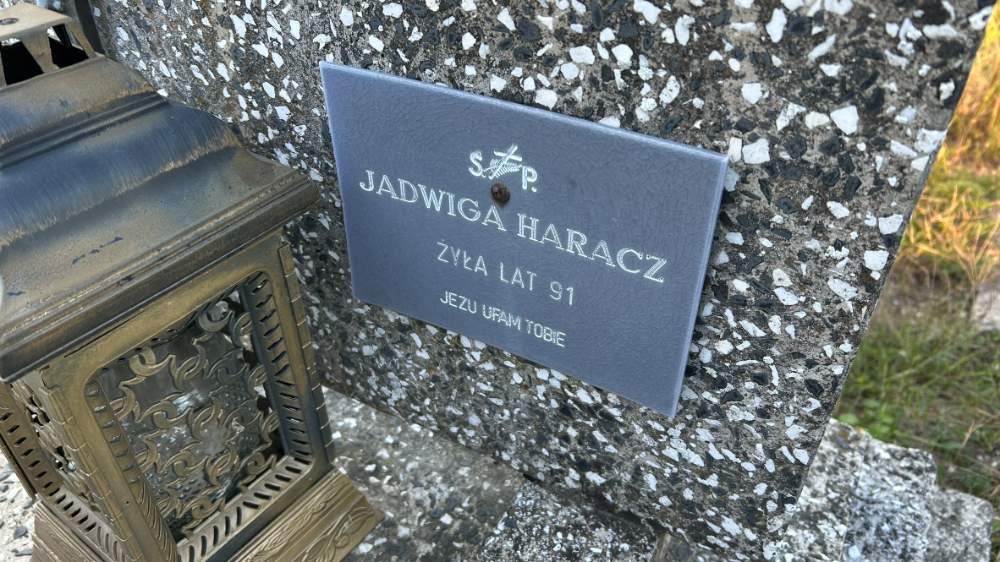 Ś.P.
JADWIGA HARACZ
ŻYŁA LAT 91
JEZU UFAM TOBIE